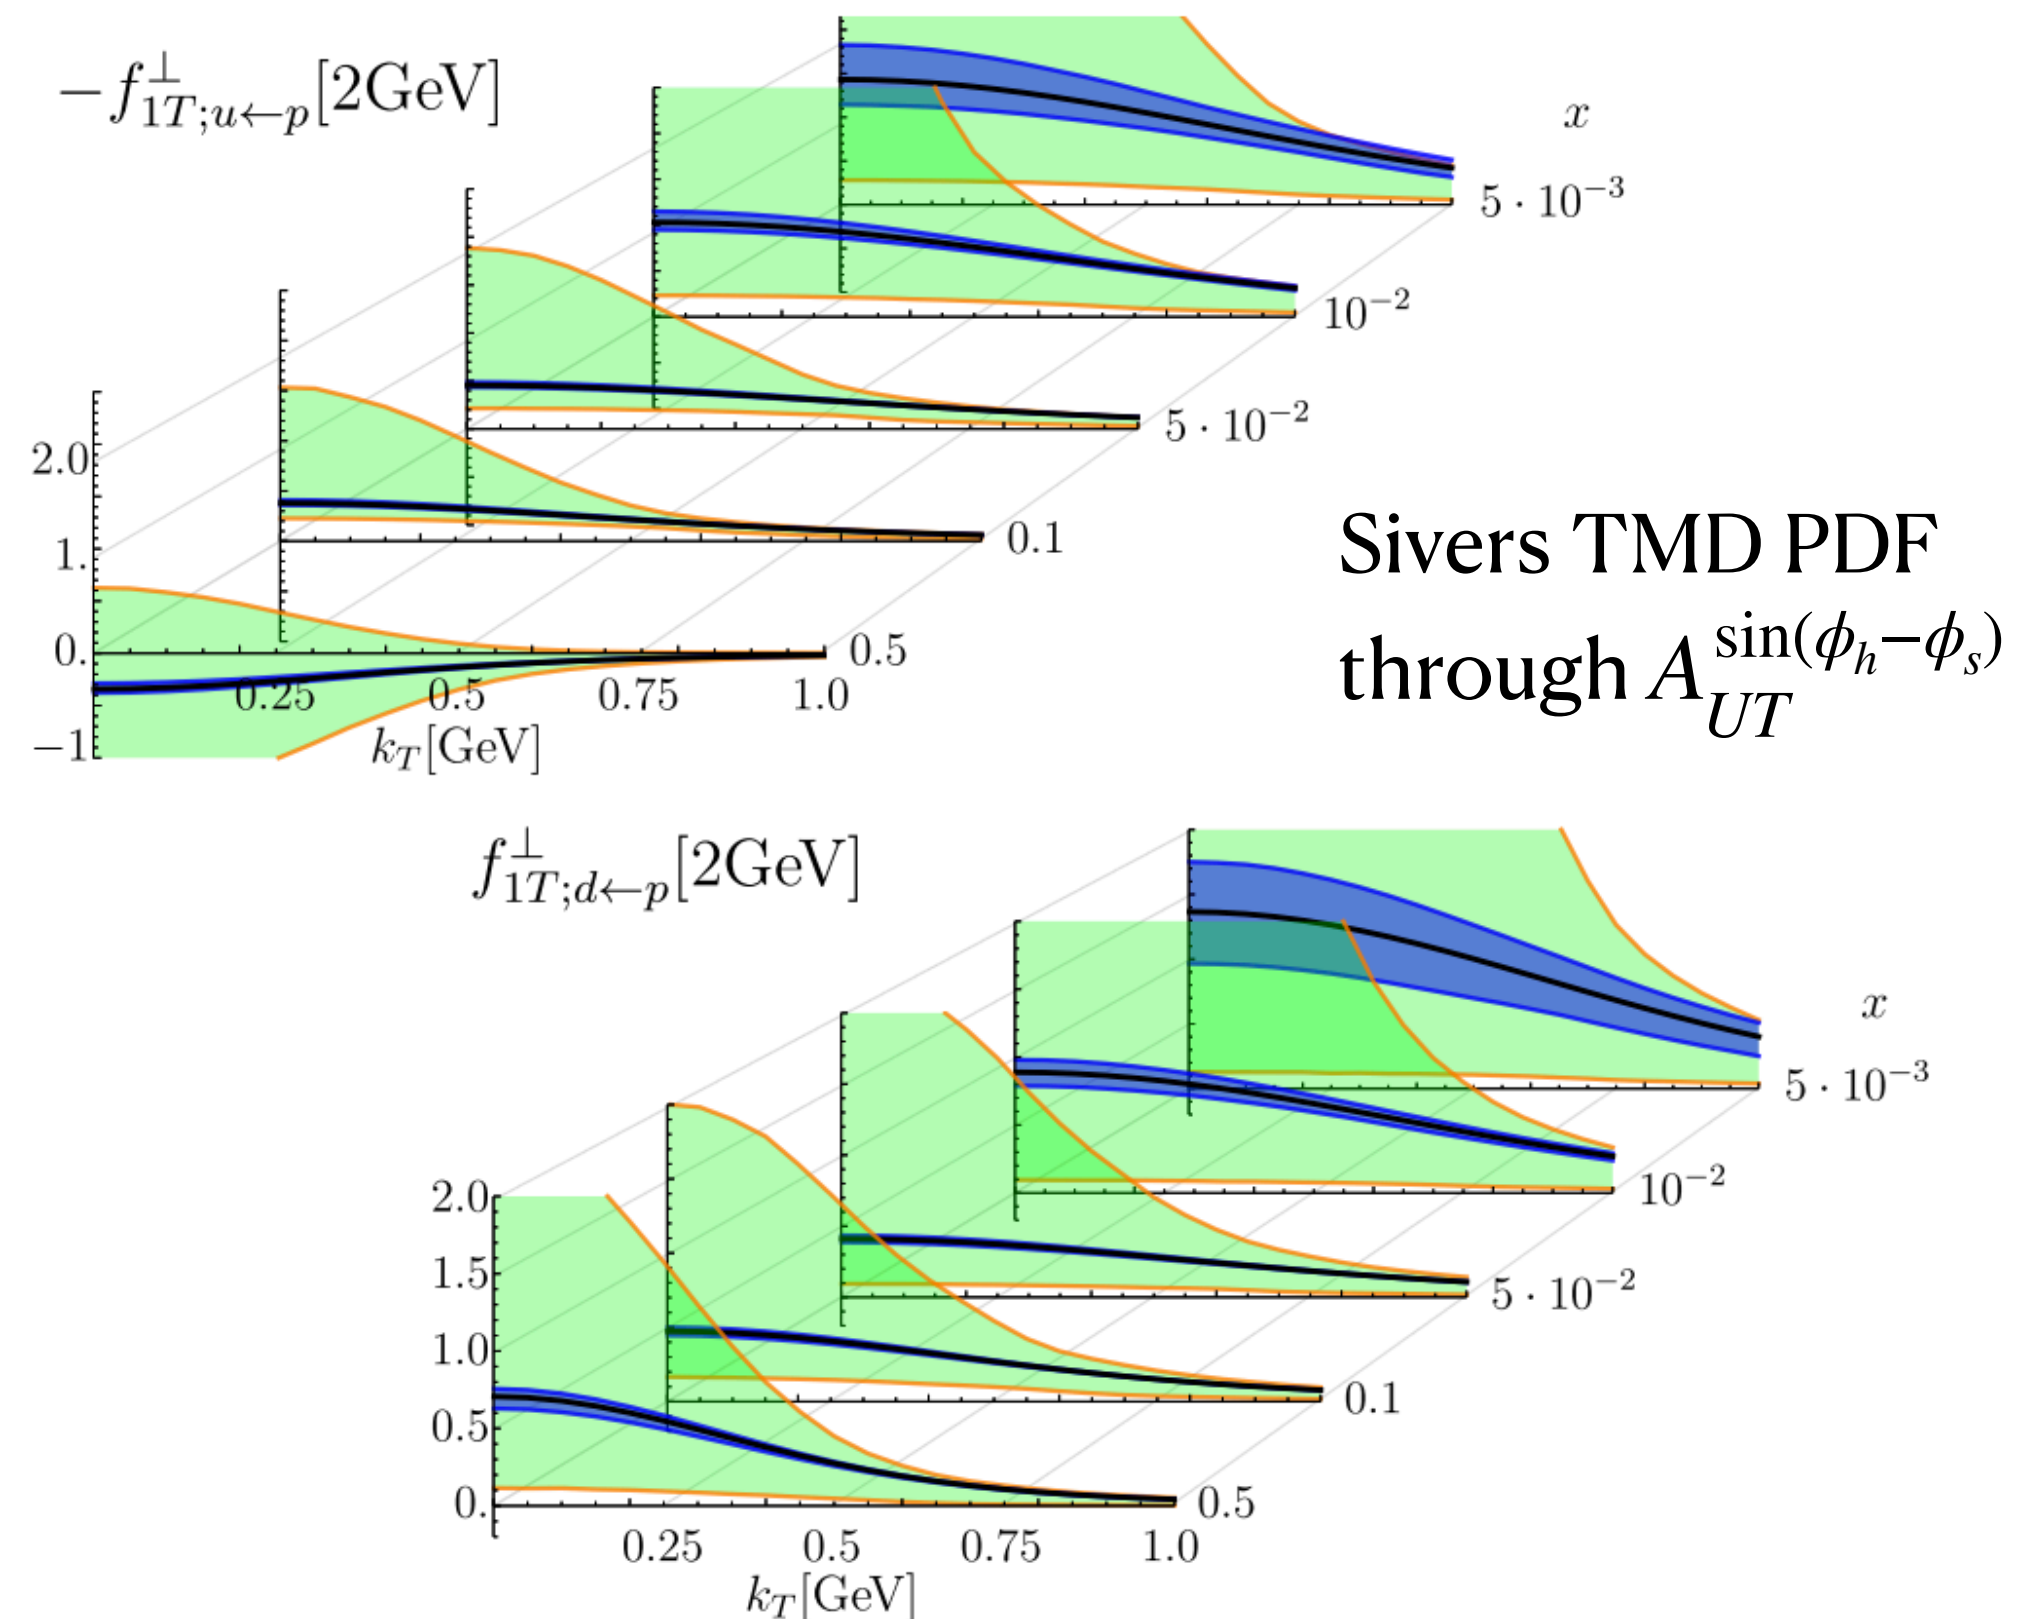 −f⊥1T;u←p[2GeV]
x
5 · 10−3
10−2
5 · 10−2
2.0
0.1
1.
0.
0.5
0.25 0.5 0.75 1.0
−1
kT[GeV]
Sivers TMD PDF
through AUT sin(ϕh−ϕs)
f⊥1T;d←p[2GeV]
x
5 · 10−3
10−2
5 · 10−2
2.0
1.5
1.0
0.1
0.5
0.
0.5
0.25 0.5 0.75 1.0
kT[GeV]